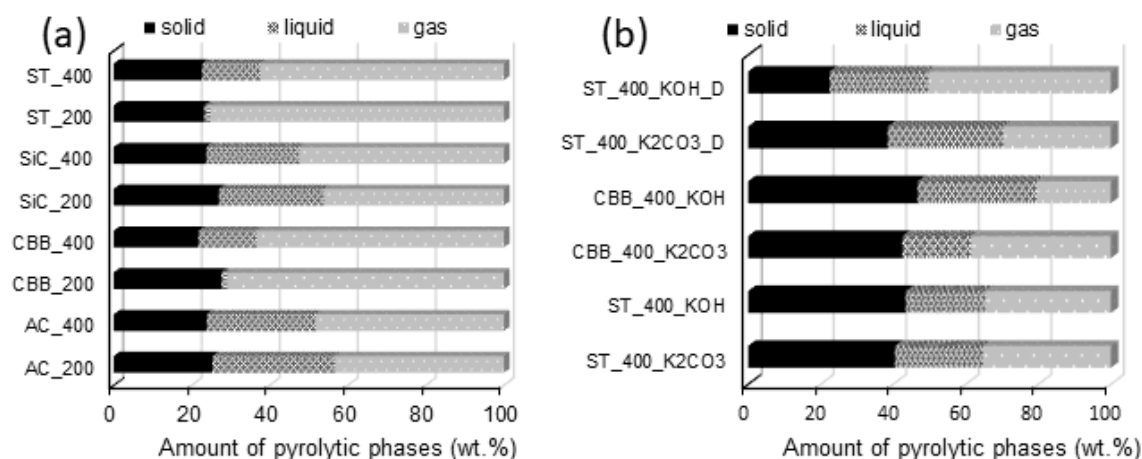 (a) solid liquid gas
ST_400
ST_200
SiC_400
SiC_200
CBB_400
CBB_200
AC_400
AC_200
0 20 40 60 80 100
Amount of pyrolytic phases (wt.%)
(b) solid liquid gas
ST_400_KOH_D
ST_400_K2CO3_D
CBB_400_KOH
CBB_400_K2CO3
ST_400_KOH
ST_400_K2CO3
0 20 40 60 80 100
Amount of pyrolytic phases (wt.%)